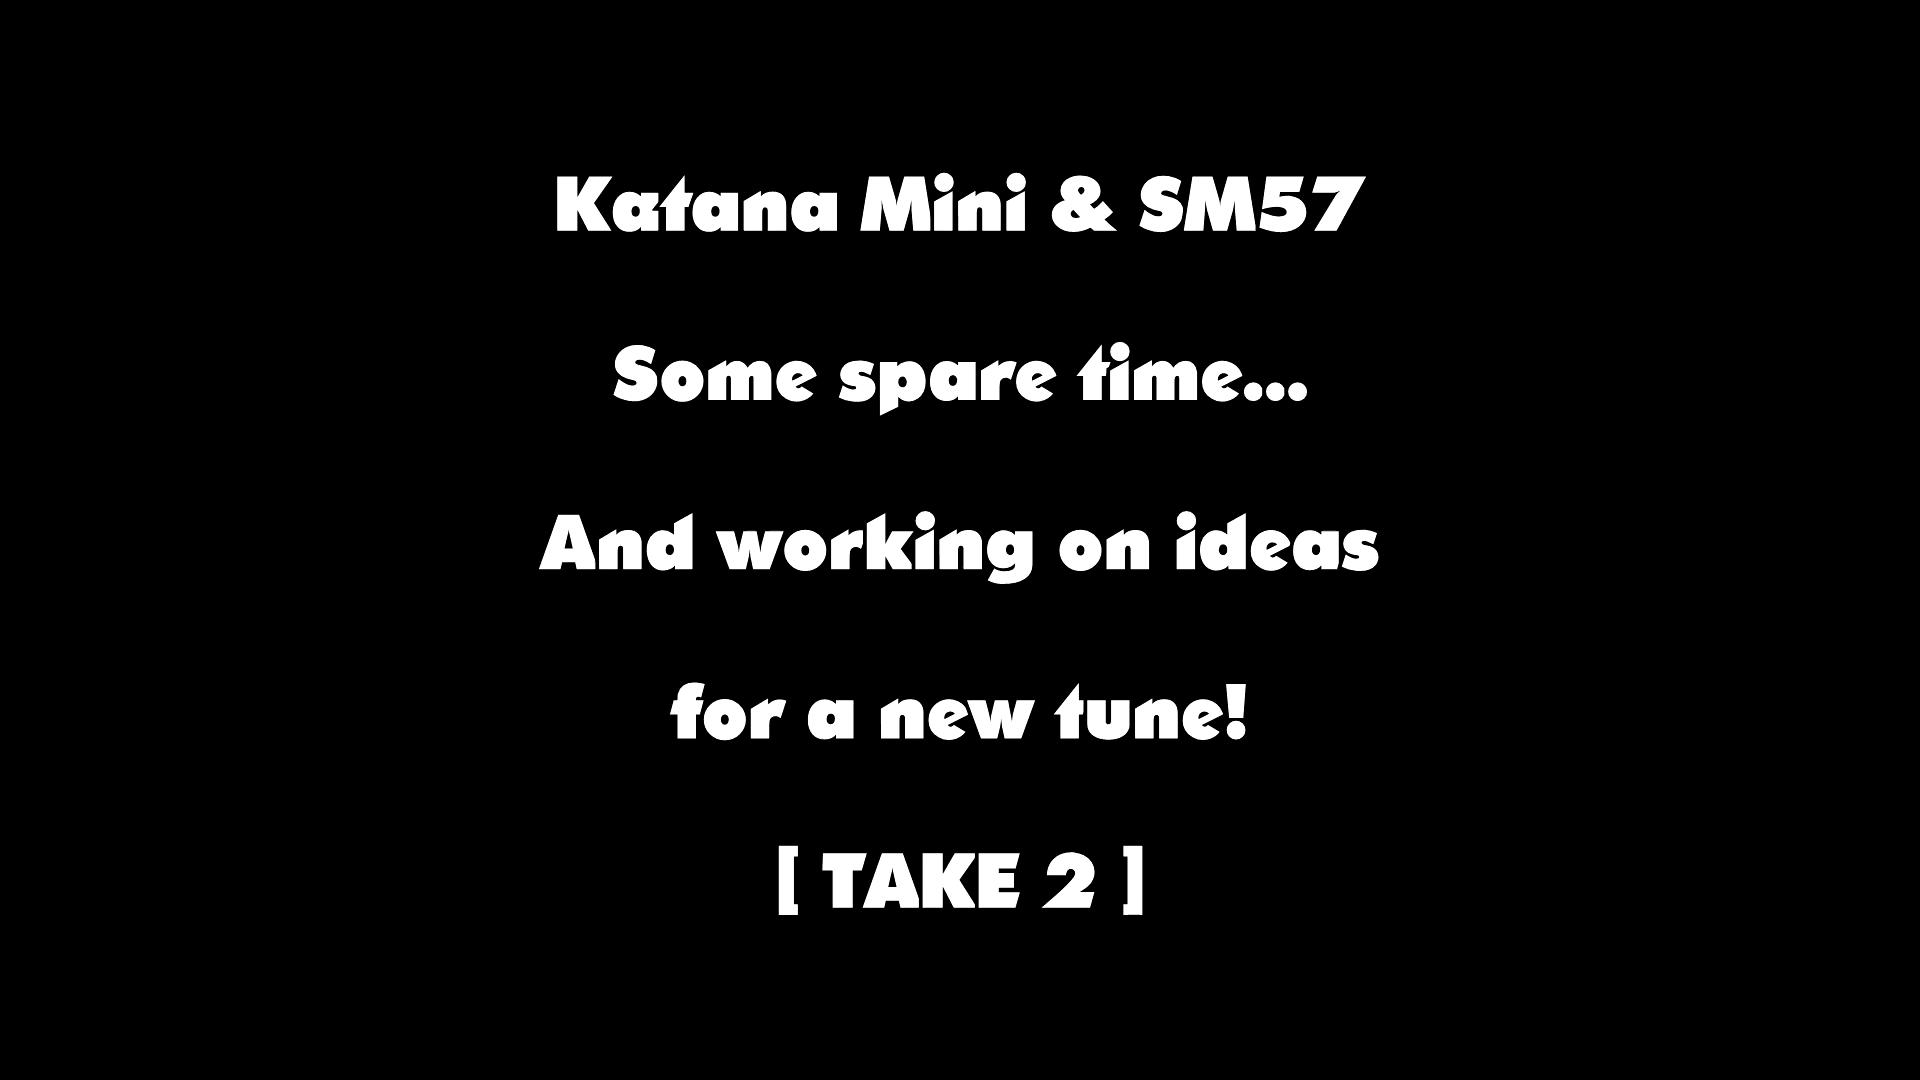 Katana Mini & SM57
Some spare time...
And working on ideas
for a new tune!
[ TAKE 2 ]